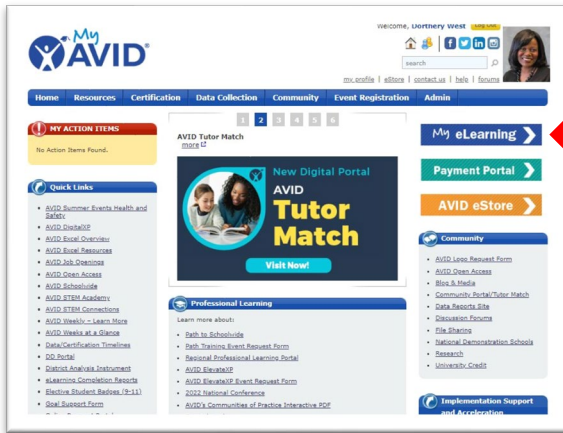 My
AVID®
Welcome, Dorthery West Log Out
search
my profile | eStore | contact us | help | forums
Home Resources Certification Data Collection Community Event Registration Admin
MY ACTION ITEMS
No Action Items Found.
Quick Links
AVID Summer Events Health and
Safety
AVID DigitalXP
AVID Excel Overview
AVID Excel Resources
AVID Job Openings
AVID Open Access
AVID Schoolwide
AVID STEM Academy
AVID STEM Connections
AVID Weekly – Learn More
AVID Weeks at a Glance
Data/Certification Timelines
DD Portal
District Analysis Instrument
eLearning Completion Reports
Elective Student Badges (9-11)
Goal Support Form
1 2 3 4 5 6
AVID Tutor Match
more
New Digital Portal
AVID
Tutor
Match
Visit Now!
Professional Learning
Learn more about:
Path to Schoolwide
Path Training Event Request Form
Regional Professional Learning Portal
AVID ElevateXP
AVID ElevateXP Event Request Form
2022 National Conference
AVID's Communities of Practice Interactive PDF
My eLearning
Payment Portal
AVID eStore
Community
AVID Logo Request Form
AVID Open Access
Blog & Media
Community Portal/Tutor Match
Data Reports Site
Discussion Forums
File Sharing
National Demonstration Schools
Research
University Credit
Implementation Support
and Acceleration